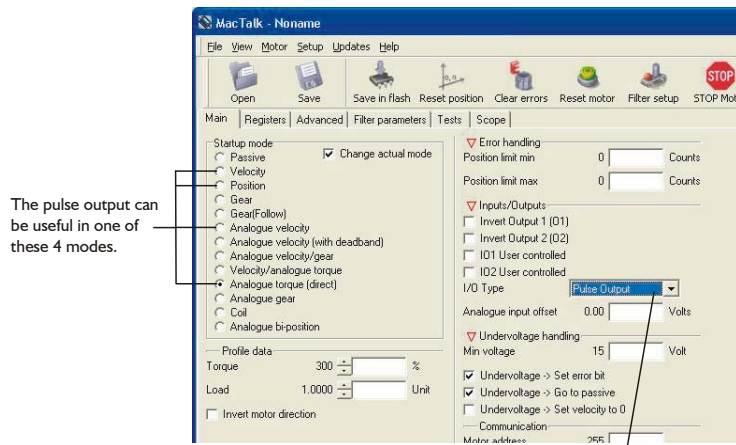 MacTalk - Noname
File View Motor Setup Updates Help
Open Save Save in flash Reset position Clear errors Reset motor Filter setup STOP Mot
STOP
0,0,
Main Registers Advanced Filter parameters Tests Scope
Startup mode
Change actual mode
Passive
Velocity
Position
Gear
Gear(Follow)
Analogue velocity
Analogue velocity (with deadband)
Analogue velocity/gear
Velocity/analogue torque
Analogue torque (direct)
Analogue gear
Coil
Analogue bi-position
The pulse output can
be useful in one of
these 4 modes.
Profile data
Torque 300 %
Load 1.0000 Unit
Invert motor direction
Error handling
Position limit min 0 Counts
Position limit max 0 Counts
Inputs/Outputs
Invert Output 1 (O1)
Invert Output 2 (O2)
IO1 User controlled
IO2 User controlled
I/O Type Pulse Output
Analogue input offset 0.00 Volts
Undervoltage handling
Min voltage 15 Volt
Undervoltage -> Set error bit
Undervoltage -> Go to passive
Undervoltage -> Set velocity to 0
Communication
Motor address 255